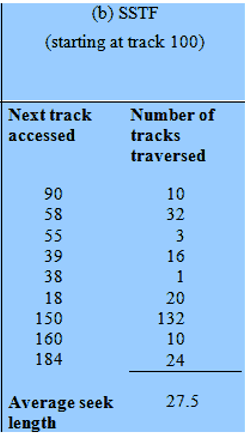 (b) SSTF
(starting at track 100)
Next track Number of
accessed tracks
traversed
90 10
58 32
55 3
39 16
38 1
18 20
150 132
160 10
184 24
Average seek 27.5
length